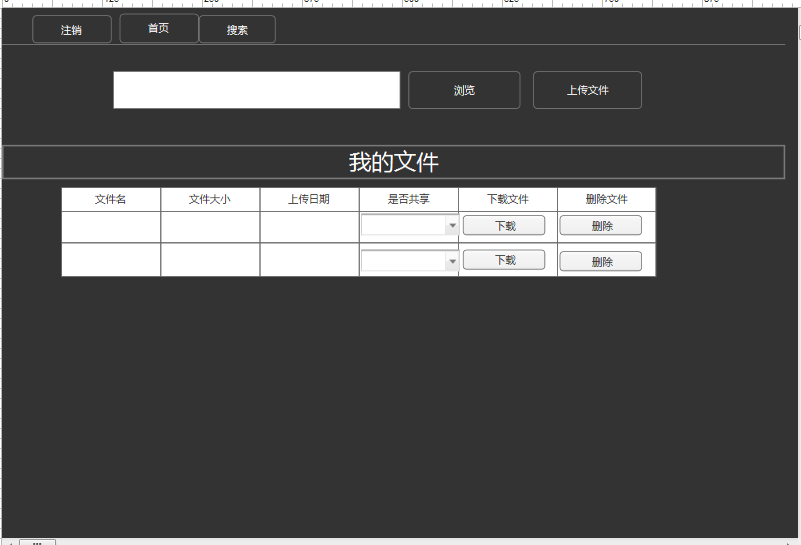 注销 首页 搜索
浏览 上传文件
我的文件
文件名 文件大小 上传日期 是否共享 下载文件 删除文件
下载 删除
下载 删除